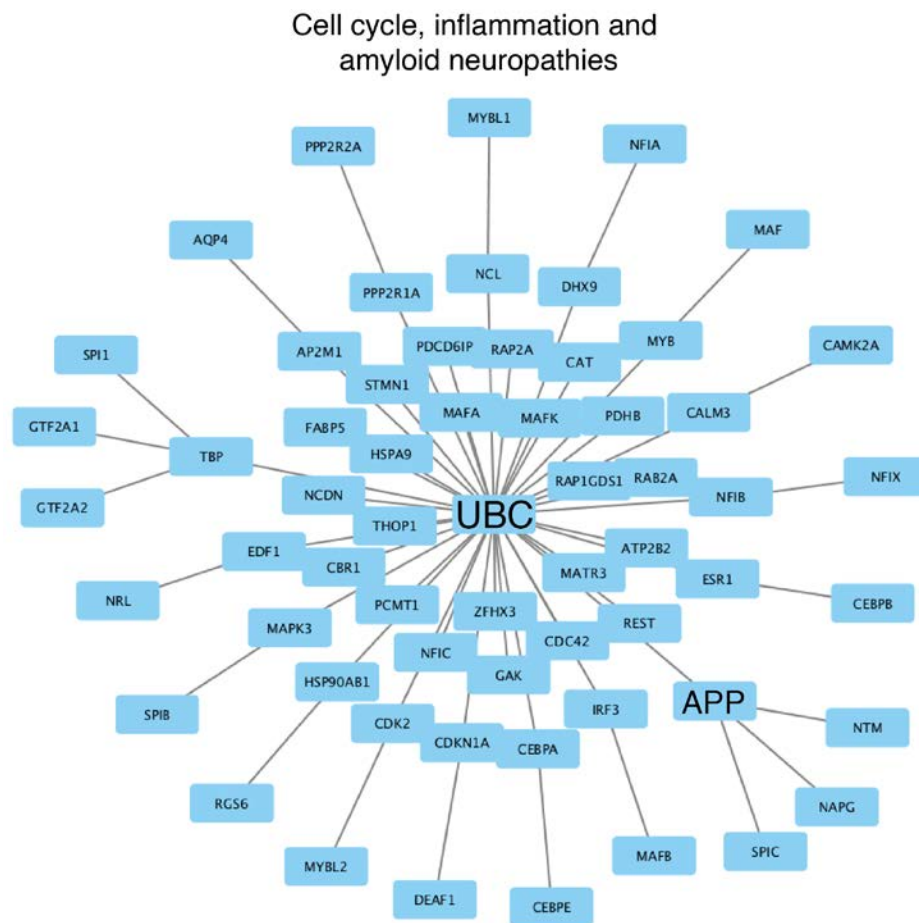 Cell cycle, inflammation and
amyloid neuropathies
MYBL1
PPP2R2A
NFIA
AQP4
MAF
NCL
DHX9
PPP2R1A
PDCD6IP
RAP2A
MYB
CAMK2A
SPI1
AP2M1
CAT
STMN1
MAFA
MAFK
PDHB
CALM3
GTF2A1
FABP5
TBP
HSPA9
RAP1GDS1
RAB2A
NFIX
NCDN
NFIB
GTF2A2
UBC
THOP1
EDF1
ATP2B2
CBR1
MATR3
ESR1
NRL
PCMT1
CEBPB
ZFHX3
REST
MAPK3
CDC42
NFIC
HSP90AB1
GAK
SPIB
IRF3
APP
CDK2
NTM
CDKN1A
CEBPA
RGS6
NAPG
MYBL2
MAFB
SPIC
DEAF1
CEBPE